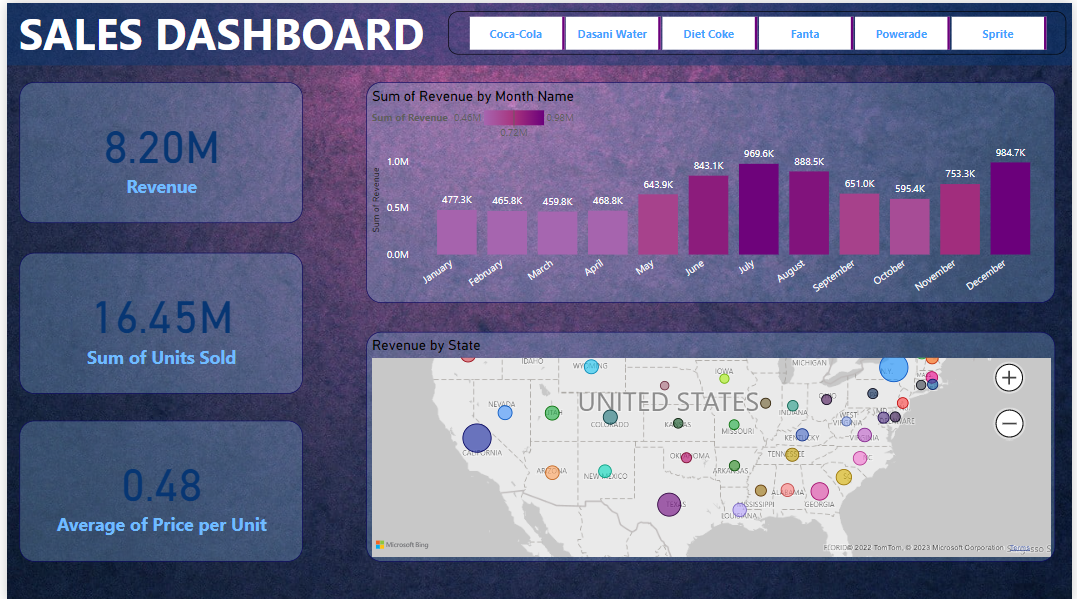 SALES DASHBOARD
Coca-Cola
Dasani Water
Diet Coke
Fanta
Powerade
Sprite
8.20M
Revenue
16.45M
Sum of Units Sold
0.48
Average of Price per Unit
Sum of Revenue by Month Name
Sum of Revenue 0.46M 0.98M
0.72M
Sum of Revenue
1.0M
0.5M
0.0M
477.3K
465.8K
459.8K
468.8K
643.9K
843.1K
969.6K
888.5K
651.0K
595.4K
753.3K
984.7K
January
February
March
April
May
June
July
August
September
October
November
December
Revenue by State
IDAHO
WYOMING
IOWA
MICHIGAN
NEVADA
UTAH
UNITED STATES
COLORADO
KANSAS
MISSOURI
INDIANA
WEST
VIRGINIA
CALIFORNIA
KENTUCKY
VIRGINIA
ARIZONA
NEW MEXICO
OKLAHOMA
ARKANSAS
TENNESSEE
TEXAS
MISSISSIPPI
ALABAMA
GEORGIA
LOUISIANA
Microsoft Bing
© 2022 TomTom, © 2023 Microsoft Corporation Terms